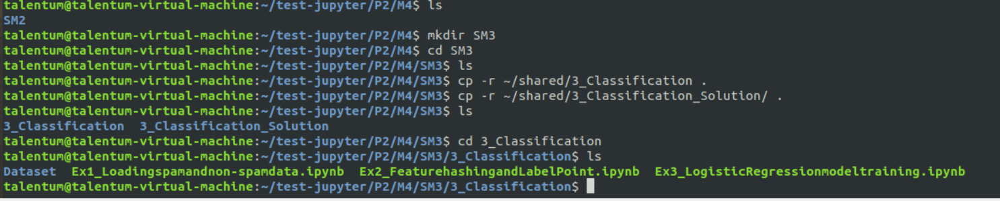 talentum@talentum-virtual-machine:~/test-jupyter/P2/M4$ ls
SM2
talentum@talentum-virtual-machine:~/test-jupyter/P2/M4$ mkdir SM3
talentum@talentum-virtual-machine:~/test-jupyter/P2/M4$ cd SM3
talentum@talentum-virtual-machine:~/test-jupyter/P2/M4/SM3$ ls
talentum@talentum-virtual-machine:~/test-jupyter/P2/M4/SM3$ cp -r ~/shared/3_Classification .
talentum@talentum-virtual-machine:~/test-jupyter/P2/M4/SM3$ cp -r ~/shared/3_Classification_Solution/ .
talentum@talentum-virtual-machine:~/test-jupyter/P2/M4/SM3$ ls
3_Classification  3_Classification_Solution
talentum@talentum-virtual-machine:~/test-jupyter/P2/M4/SM3$ cd 3_Classification
talentum@talentum-virtual-machine:~/test-jupyter/P2/M4/SM3/3_Classification$ ls
Dataset  Ex1_Loadingspamandnon-spamdata.ipynb  Ex2_FeaturehashingandLabelPoint.ipynb  Ex3_LogisticRegressionmodeltraining.ipynb
talentum@talentum-virtual-machine:~/test-jupyter/P2/M4/SM3/3_Classification$